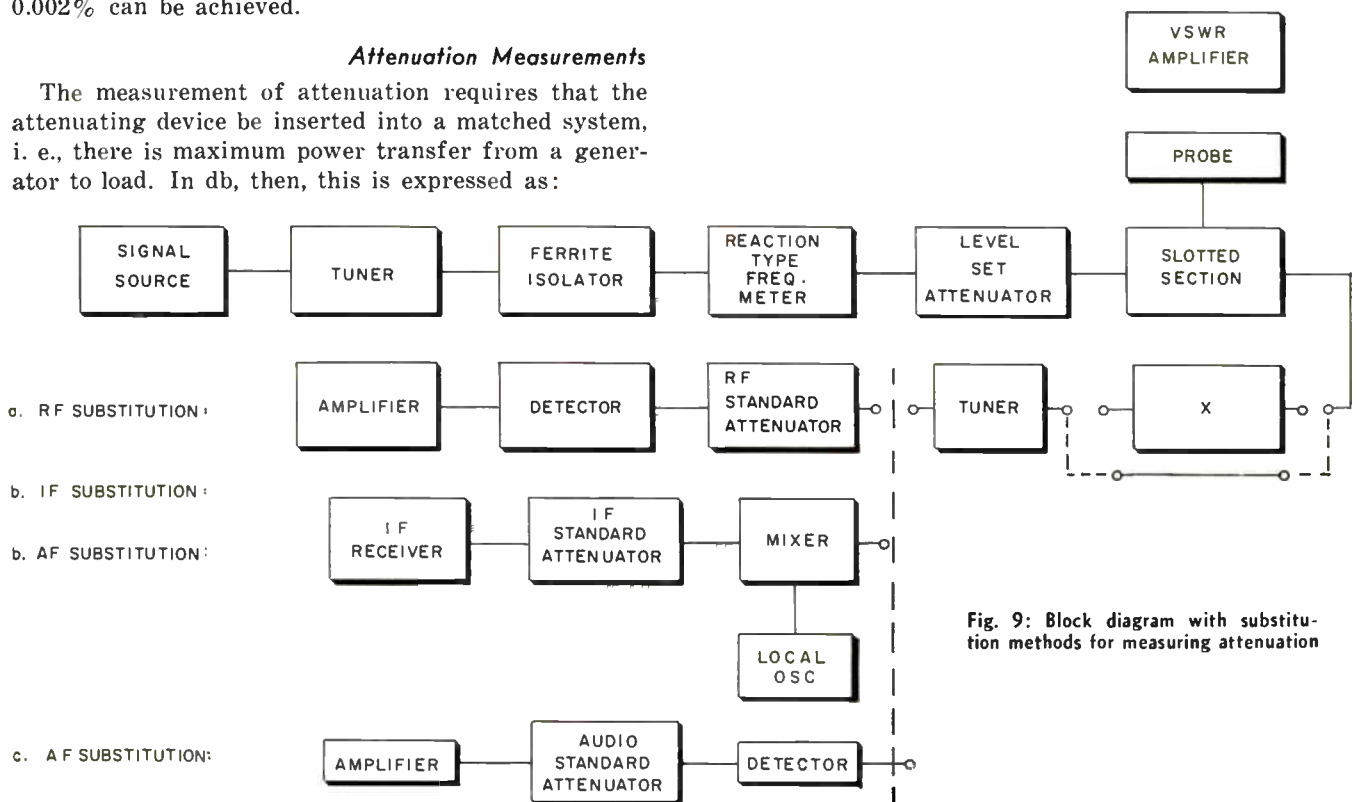 0.002% can be achieved.
Attenuation Measurements
The measurement of attenuation requires that the
attenuating device be inserted into a matched system,
i. e., there is maximum power transfer from a gener-
ator to load. In db, then, this is expressed as:
VSWR
AMPLIFIER
PROBE
SIGNAL
SOURCE
TUNER
FERRITE
ISOLATOR
REACTION
TYPE
FREQ.
METER
LEVEL
SET
ATTENUATOR
SLOTTED
SECTION
a. RF SUBSTITUTION:
AMPLIFIER
DETECTOR
RF
STANDARD
ATTENUATOR
TUNER
X
b. IF SUBSTITUTION:
b. AF SUBSTITUTION:
IF
RECEIVER
IF
STANDARD
ATTENUATOR
MIXER
LOCAL
OSC
Fig. 9: Block diagram with substitu-
tion methods for measuring attenuation
c. AF SUBSTITUTION:
AMPLIFIER
AUDIO
STANDARD
ATTENUATOR
DETECTOR